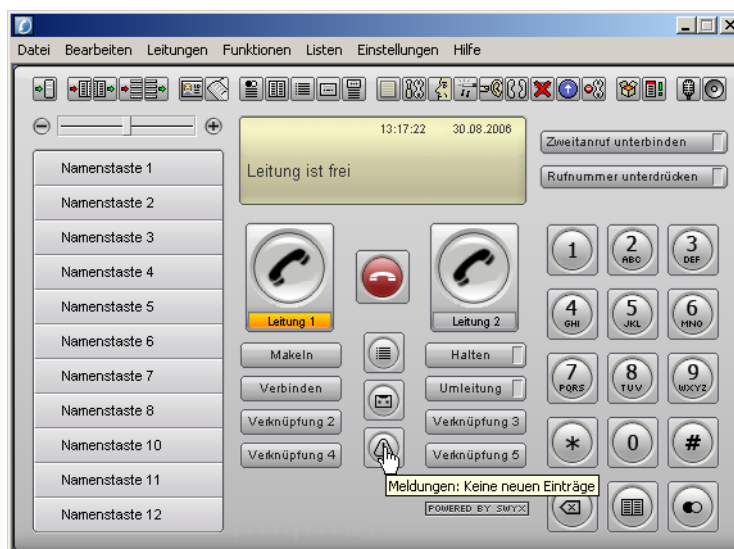 Datei Bearbeiten Leitungen Funktionen Listen Einstellungen Hilfe
13:17:22 30.08.2006
Leitung ist frei
Zweitanruf unterbinden
Rufnummer unterdrücken
Namenstaste 1
Namenstaste 2
Namenstaste 3
Namenstaste 4
Namenstaste 5
Namenstaste 6
Namenstaste 7
Namenstaste 8
Namenstaste 10
Namenstaste 11
Namenstaste 12
Leitung 1
Leitung 2
Makeln
Halten
Verbinden
Umleitung
Verknüpfung 2
Verknüpfung 3
Verknüpfung 4
Verknüpfung 5
Meldungen: Keine neuen Einträge
POWERED BY SWYX
1
2 ABC
3 DEF
4 GHI
5 JKL
6 MNO
7 PQRS
8 TUV
9 WXYZ
*
0
#